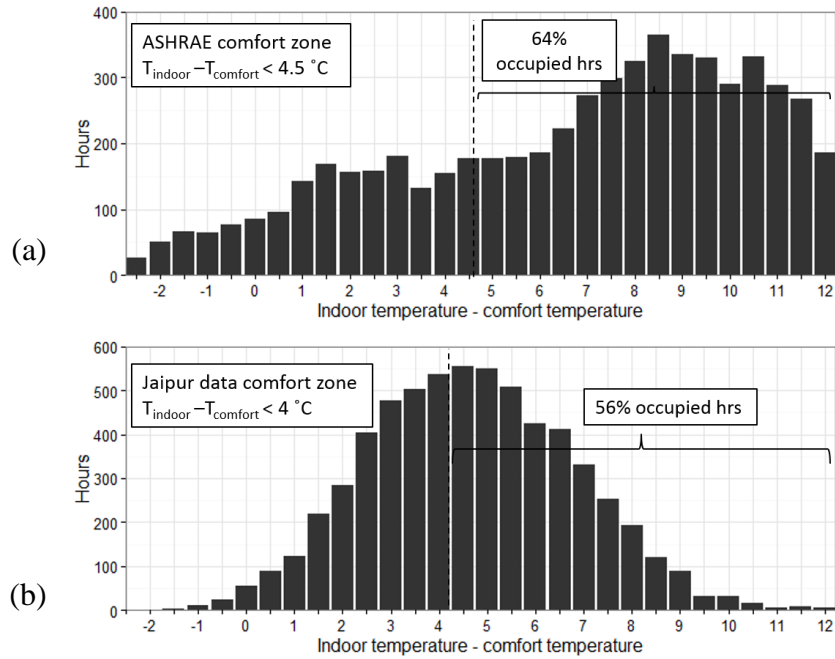 400
300
200
100
0
Hours
ASHRAE comfort zone
Tindoor –Tcomfort < 4.5 ˚C
64%
occupied hrs
-2 -1 0 1 2 3 4 5 6 7 8 9 10 11 12
Indoor temperature - comfort temperature
(a)
600
500
400
300
200
100
0
Hours
Jaipur data comfort zone
Tindoor –Tcomfort < 4 ˚C
56% occupied hrs
-2 -1 0 1 2 3 4 5 6 7 8 9 10 11 12
Indoor temperature - comfort temperature
(b)